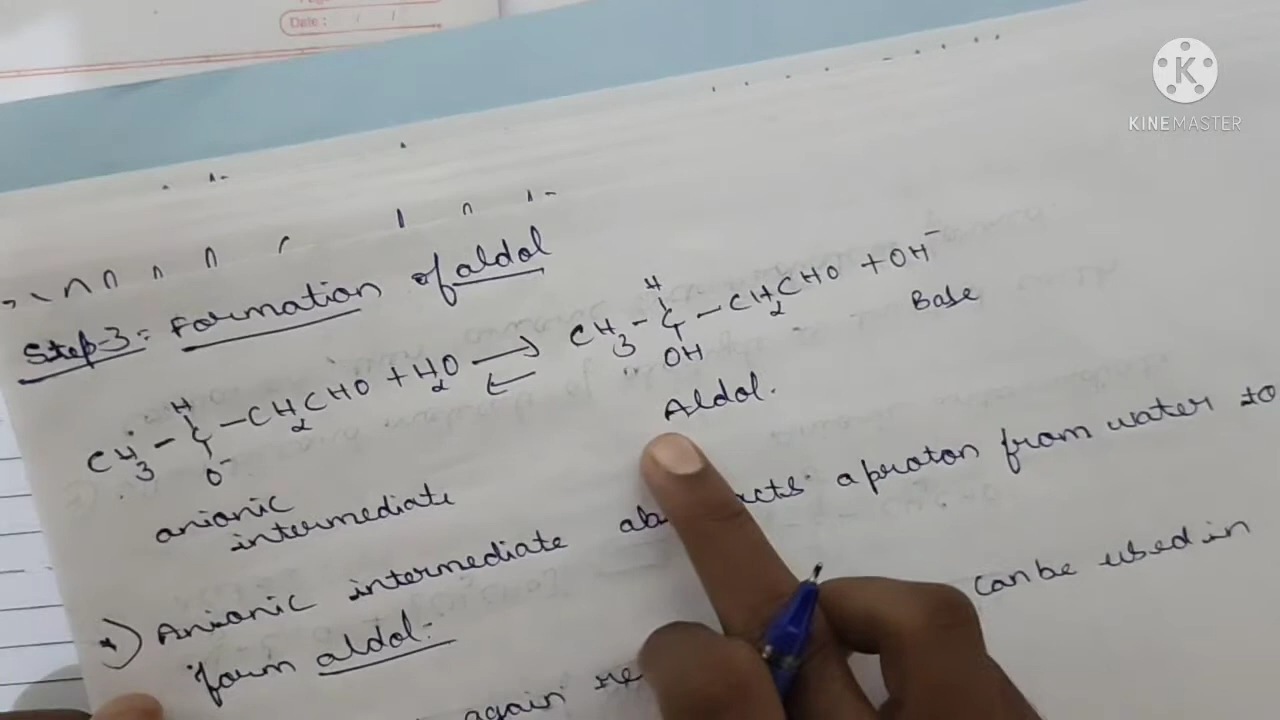 Date : / /
KINEMASTER
Step-3: Formation of aldol
H H
CH3 - C - CH2CHO + H2O ⇌ CH3 - C - CH2CHO + OH-
O- OH Base
anionic Aldol.
intermediate
*) Anionic intermediate a proton from water to
form aldol:-
again can be used in